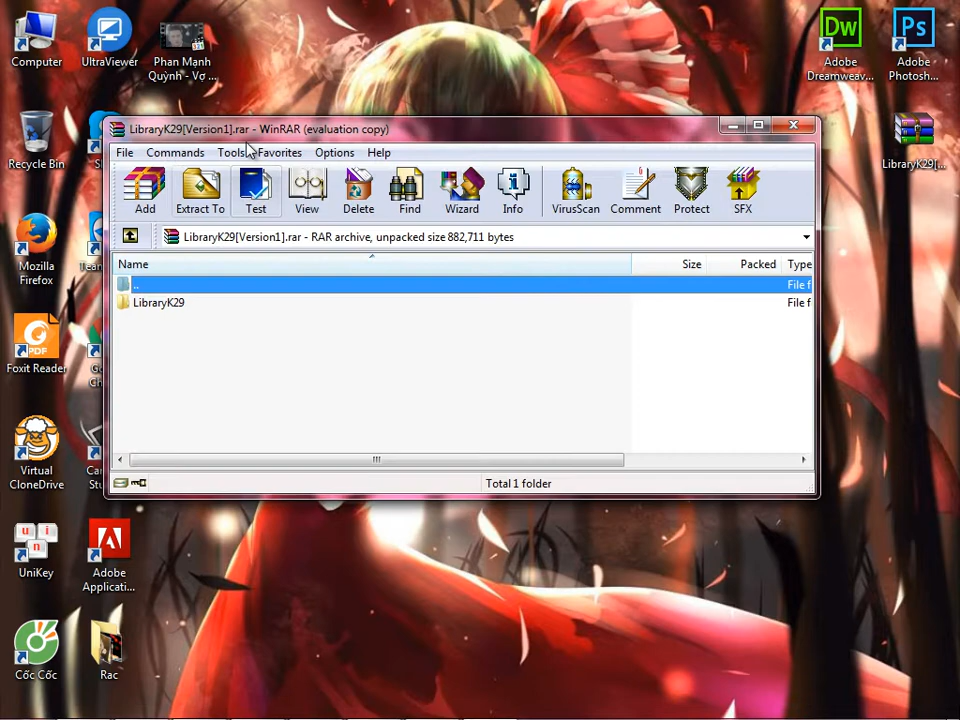 Computer
UltraViewer
Phan Mạnh
Quỳnh - Vợ ...
Dw
Adobe
Dreamweav...
Ps
Adobe
Photosh...
Recycle Bin
LibraryK29[...
LibraryK29[Version1].rar - WinRAR (evaluation copy)
File Commands Tools Favorites Options Help
Add Extract To Test View Delete Find Wizard Info VirusScan Comment Protect SFX
LibraryK29[Version1].rar - RAR archive, unpacked size 882,711 bytes
Name Size Packed Type
.. File f
LibraryK29 File f
Total 1 folder
Mozilla
Firefox
PDF
Foxit Reader
Virtual
CloneDrive
u i
n
UniKey
Adobe
Applicati...
Cốc Cốc
Rac